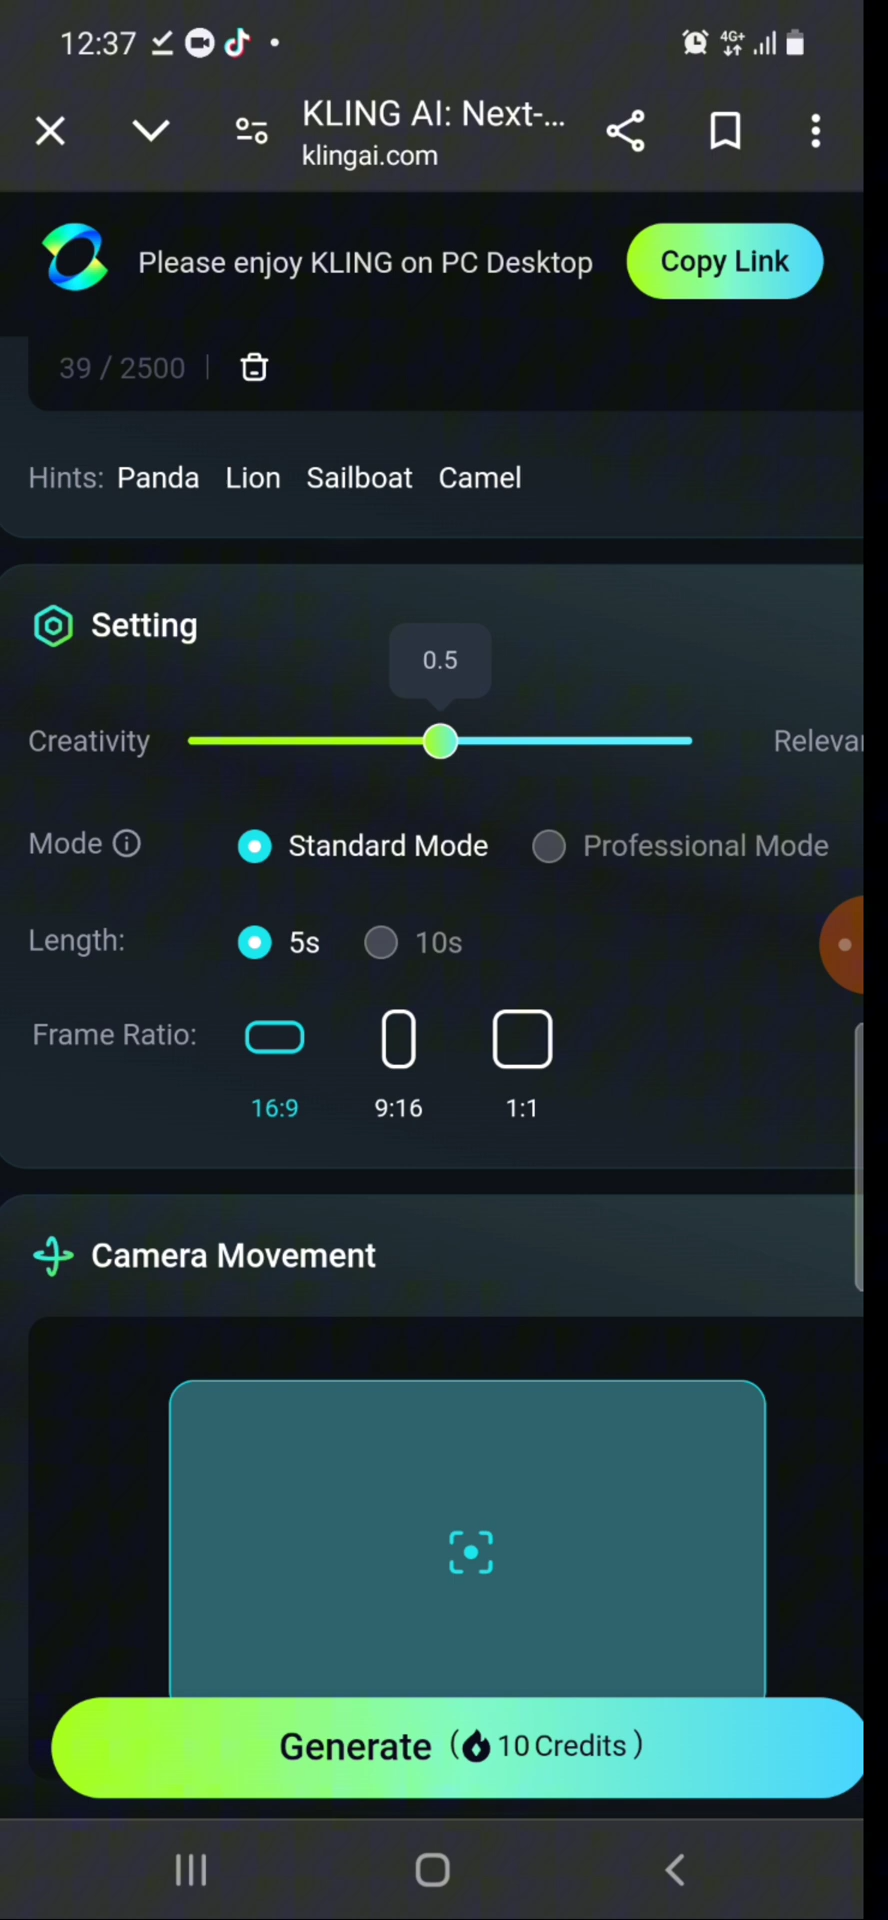 12:37
4G+
KLING AI: Next-...
klingai.com
Please enjoy KLING on PC Desktop
Copy Link
39 / 2500
Hints: Panda Lion Sailboat Camel
Setting
0.5
Creativity
Relevan
Mode
Standard Mode
Professional Mode
Length:
5s
10s
Frame Ratio:
16:9
9:16
1:1
Camera Movement
Generate (10 Credits)